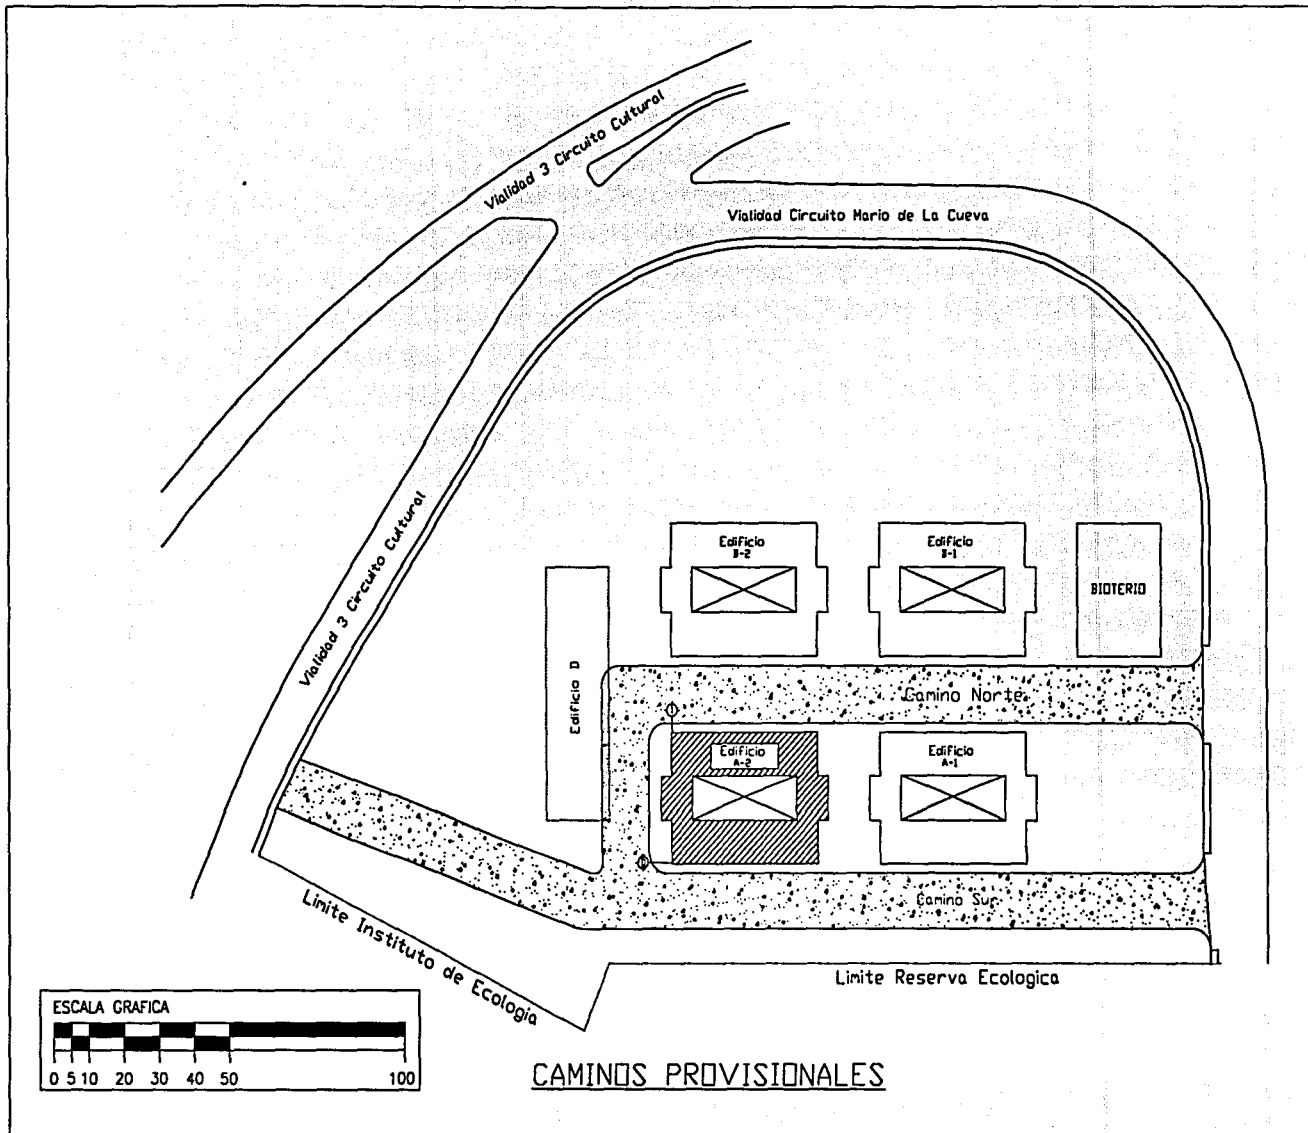 Vialidad 3 Circuito Cultural
Vialidad Circuito Mario de La Cueva
Vialidad 3 Circuito Cultural
Edificio
B-2
Edificio
B-1
BIOTERIO
Edificio D
Camino Norte
Edificio
A-2
Edificio
A-1
Camino Sur
Limite Instituto de Ecologia
Limite Reserva Ecologica
ESCALA GRAFICA
0 5 10 20 30 40 50 100
CAMINOS PROVISIONALES